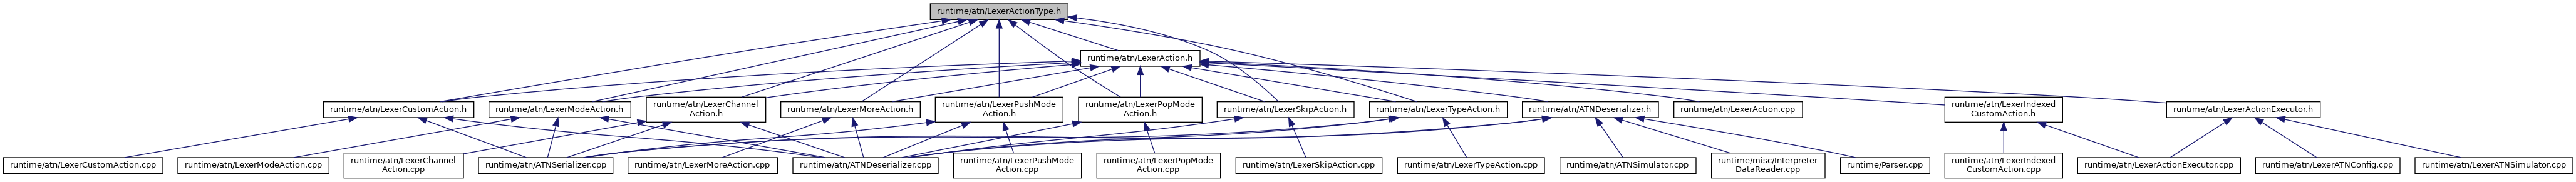 runtime/atn/LexerActionType.h
runtime/atn/LexerAction.h
runtime/atn/LexerCustomAction.h
runtime/atn/LexerModeAction.h
runtime/atn/LexerChannel
Action.h
runtime/atn/LexerMoreAction.h
runtime/atn/LexerPushMode
Action.h
runtime/atn/LexerPopMode
Action.h
runtime/atn/LexerSkipAction.h
runtime/atn/LexerTypeAction.h
runtime/atn/ATNDeserializer.h
runtime/atn/LexerAction.cpp
runtime/atn/LexerIndexed
CustomAction.h
runtime/atn/LexerActionExecutor.h
runtime/atn/LexerCustomAction.cpp
runtime/atn/LexerModeAction.cpp
runtime/atn/LexerChannel
Action.cpp
runtime/atn/ATNSerializer.cpp
runtime/atn/LexerMoreAction.cpp
runtime/atn/ATNDeserializer.cpp
runtime/atn/LexerPushMode
Action.cpp
runtime/atn/LexerPopMode
Action.cpp
runtime/atn/LexerSkipAction.cpp
runtime/atn/LexerTypeAction.cpp
runtime/atn/ATNSimulator.cpp
runtime/misc/Interpreter
DataReader.cpp
runtime/Parser.cpp
runtime/atn/LexerIndexed
CustomAction.cpp
runtime/atn/LexerActionExecutor.cpp
runtime/atn/LexerATNConfig.cpp
runtime/atn/LexerATNSimulator.cpp